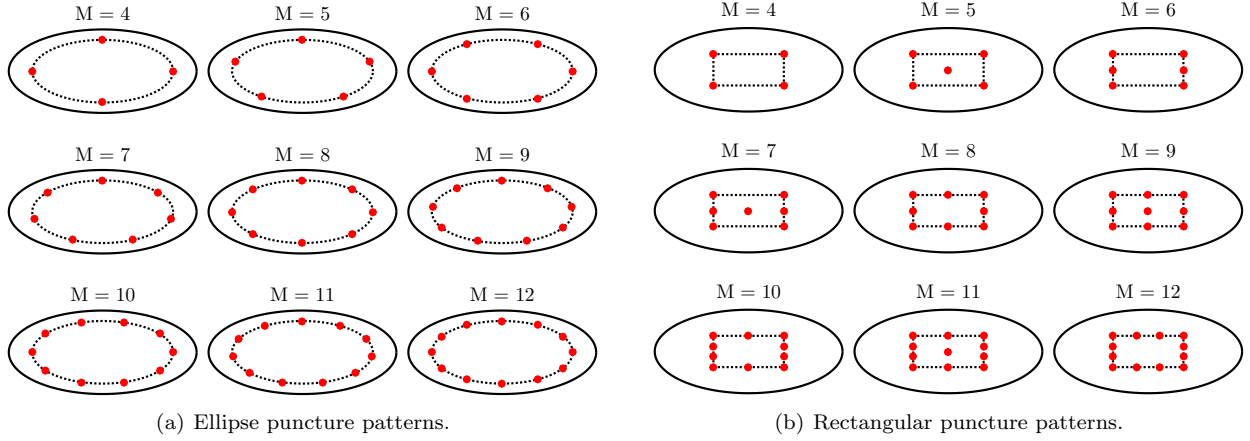 M = 4 M = 5 M = 6
M = 7 M = 8 M = 9
M = 10 M = 11 M = 12
(a) Ellipse puncture patterns.
M = 4 M = 5 M = 6
M = 7 M = 8 M = 9
M = 10 M = 11 M = 12
(b) Rectangular puncture patterns.